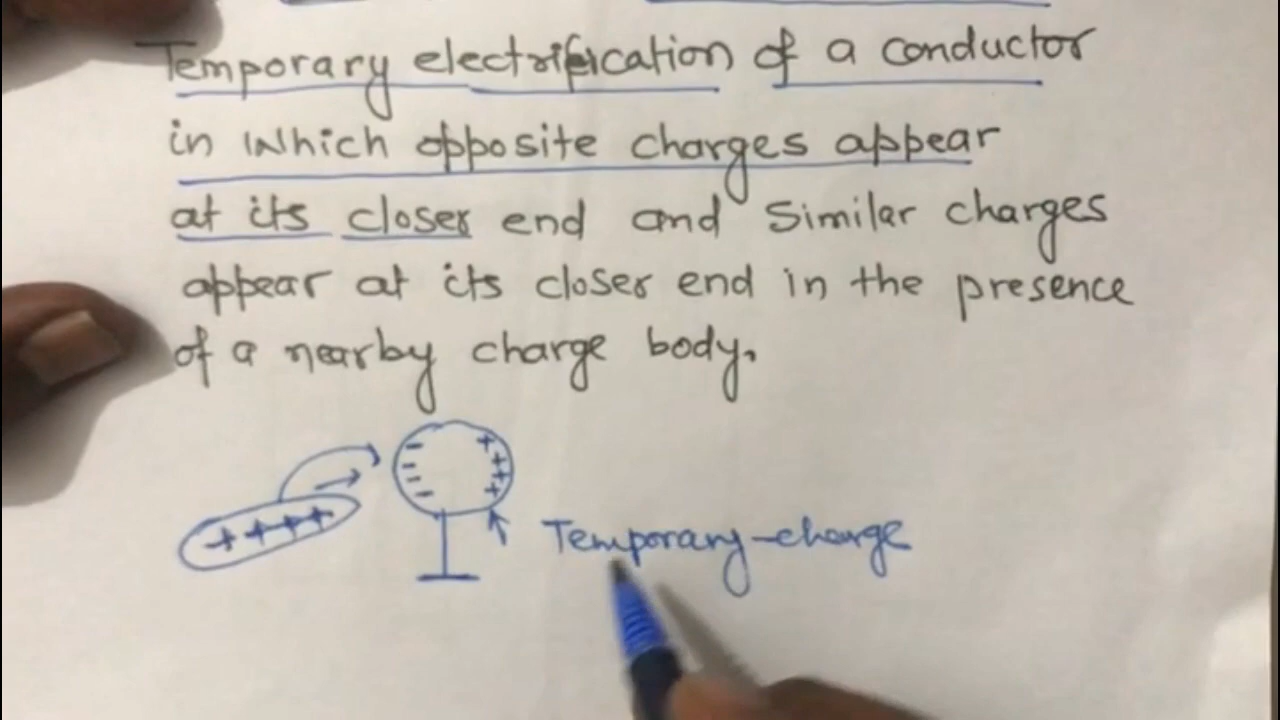 Temporary electrification of a conductor
in which opposite charges appear
at its closer end and similar charges
appear at its closer end in the presence
of a nearby charge body.
- - - -
+ + + +
+ + + +
Temporary-charge